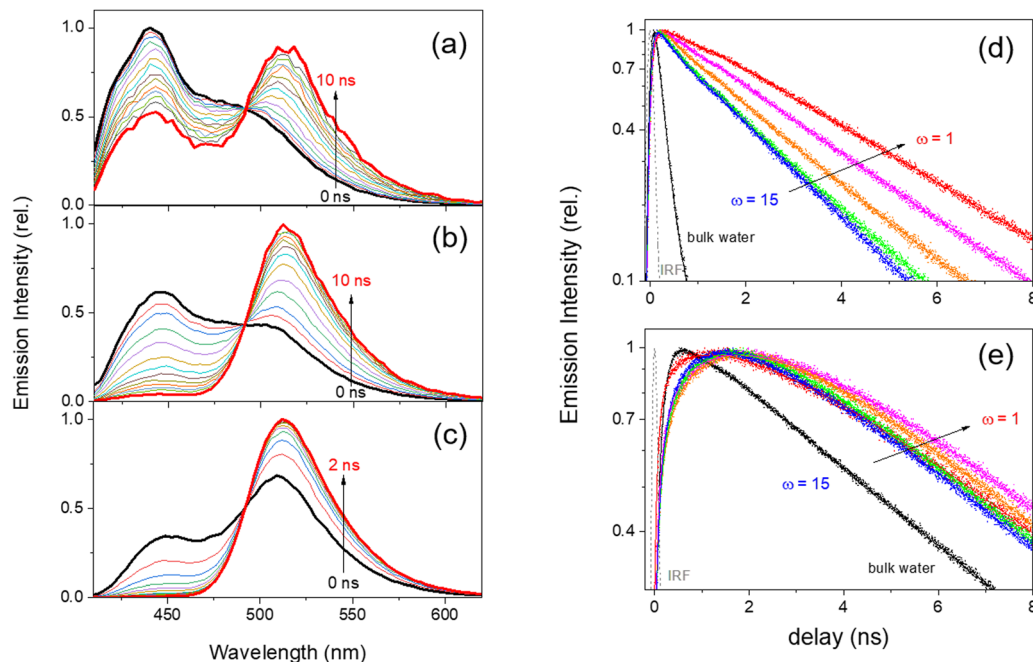 (a)
1.0
0.5
0.0
10 ns
0 ns
(b)
1.0
0.5
0.0
10 ns
0 ns
(c)
1.0
0.5
0.0
2 ns
0 ns
450 500 550 600
Wavelength (nm)
Emission Intensity (rel.)
(d)
1
0.7
0.4
0.1
ω = 1
ω = 15
bulk water
IRF
0 2 4 6 8
(e)
1
0.7
0.4
ω = 1
ω = 15
bulk water
IRF
0 2 4 6 8
delay (ns)
Emission Intensity (rel.)